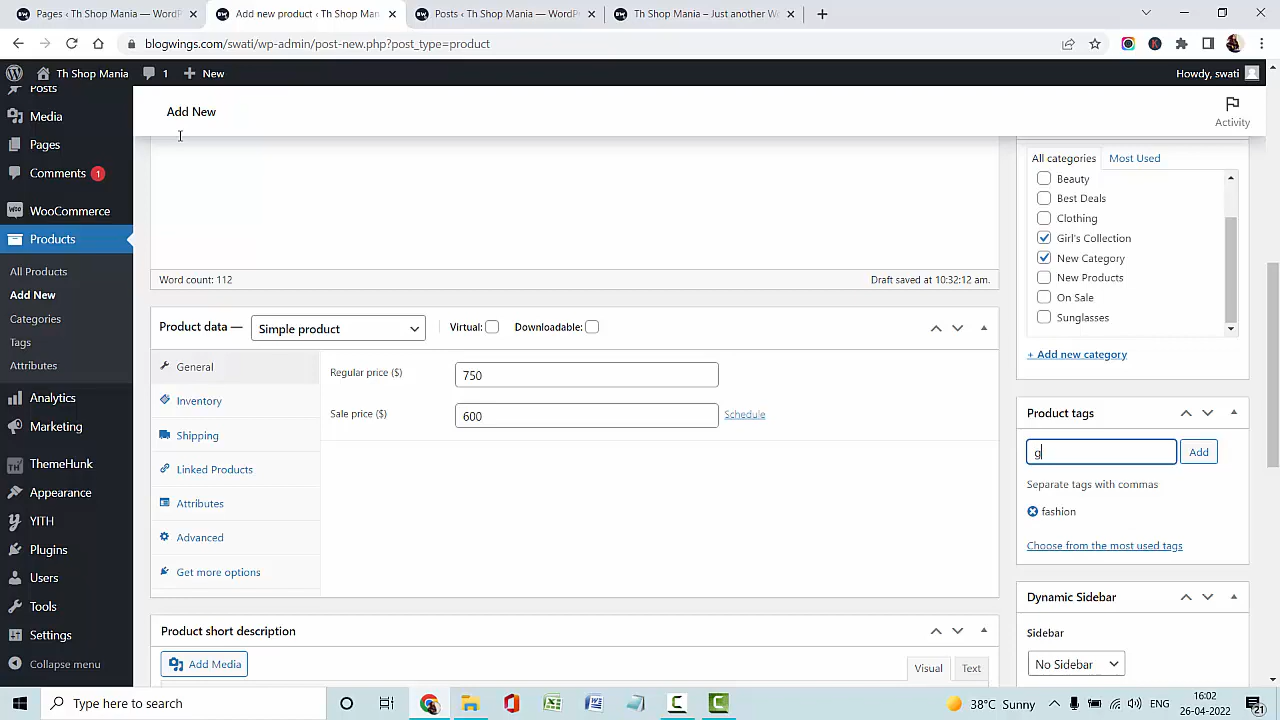 Pages ‹ Th Shop Mania — WordP
Add new product ‹ Th Shop Man
Posts ‹ Th Shop Mania — WordP
Th Shop Mania – Just another W
blogwings.com/swati/wp-admin/post-new.php?post_type=product
Th Shop Mania
1
New
Howdy, swati
Posts
Media
Pages
Comments 1
WooCommerce
Products
All Products
Add New
Categories
Tags
Attributes
Analytics
Marketing
ThemeHunk
Appearance
YITH
Plugins
Users
Tools
Settings
Collapse menu
Add New
Activity
Word count: 112
Draft saved at 10:32:12 am.
Product data —
Simple product
Virtual:
Downloadable:
General
Inventory
Shipping
Linked Products
Attributes
Advanced
Get more options
Regular price ($)
750
Sale price ($)
600
Schedule
Product short description
Add Media
Visual
Text
All categories
Most Used
Beauty
Best Deals
Clothing
Girl's Collection
New Category
New Products
On Sale
Sunglasses
+ Add new category
Product tags
g
Add
Separate tags with commas
fashion
Choose from the most used tags
Dynamic Sidebar
Sidebar
No Sidebar
Type here to search
38°C Sunny
ENG
16:02
26-04-2022
21